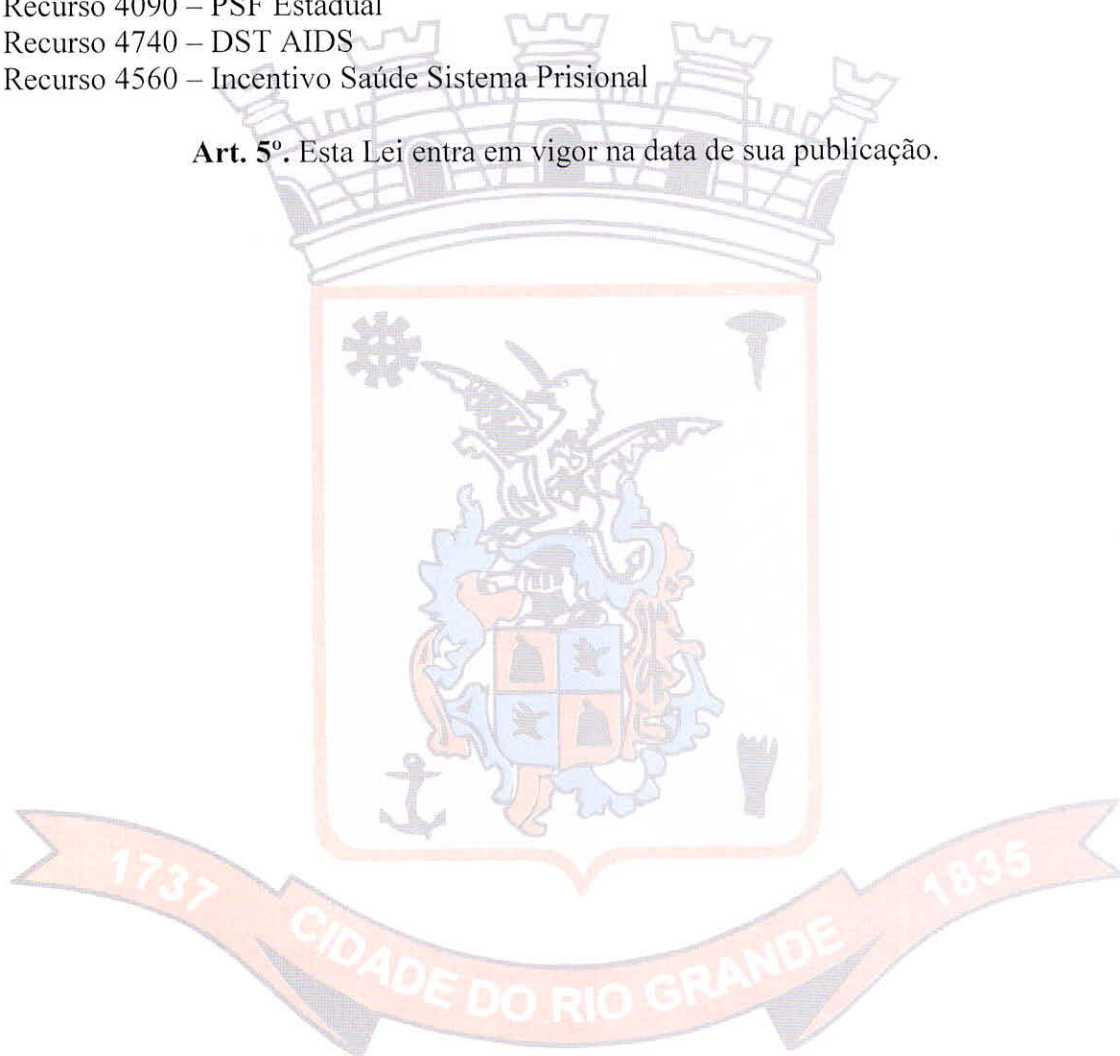 Recurso 4090 – PSF Estadual
Recurso 4740 – DST AIDS
Recurso 4560 – Incentivo Saúde Sistema Prisional
Art. 5º. Esta Lei entra em vigor na data de sua publicação.
1737
CIDADE DO RIO GRANDE
1835